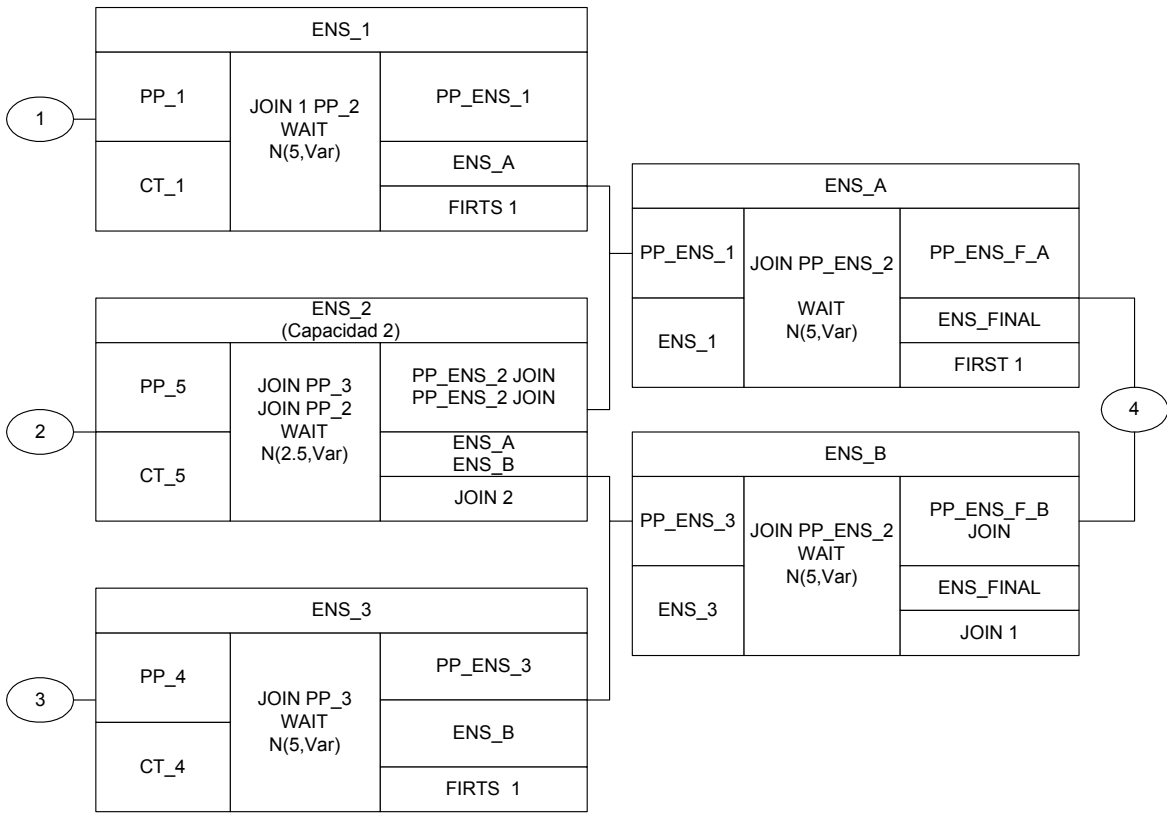 ENS_1
1
PP_1
CT_1
JOIN 1 PP_2
WAIT
N(5,Var)
PP_ENS_1
ENS_A
FIRTS 1
ENS_2
(Capacidad 2)
2
PP_5
CT_5
JOIN PP_3
JOIN PP_2
WAIT
N(2.5,Var)
PP_ENS_2 JOIN
PP_ENS_2 JOIN
ENS_A
ENS_B
JOIN 2
ENS_3
3
PP_4
CT_4
JOIN PP_3
WAIT
N(5,Var)
PP_ENS_3
ENS_B
FIRTS 1
ENS_A
PP_ENS_1
ENS_1
JOIN PP_ENS_2
WAIT
N(5,Var)
PP_ENS_F_A
ENS_FINAL
FIRST 1
ENS_B
PP_ENS_3
ENS_3
JOIN PP_ENS_2
WAIT
N(5,Var)
PP_ENS_F_B
JOIN
ENS_FINAL
JOIN 1
4